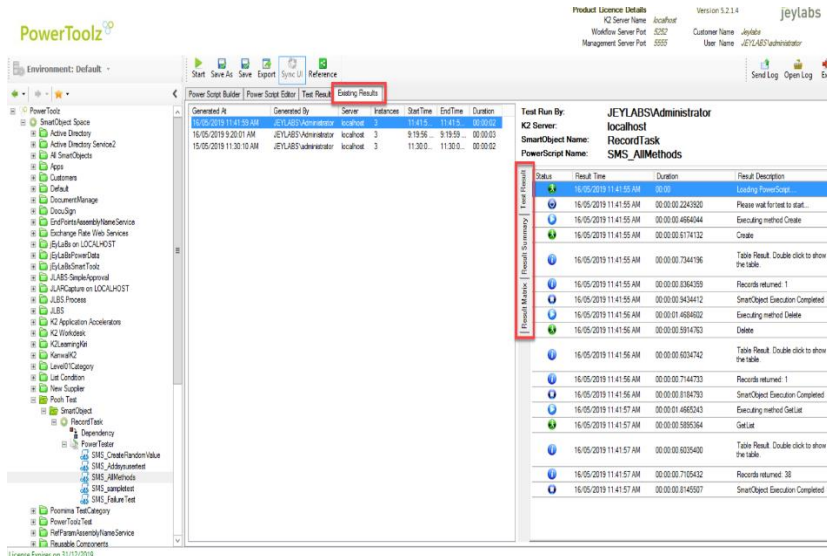 Product Licence Details
Version 5.2.1.4
jeylabs
K2 Server Name localhost
Workflow Server Port 5252
Customer Name Jeylabs
Management Server Port 5555
User Name JEYLABS\administrator
PowerToolz
Environment: Default
Start Save As Save Export Sync UI Reference
Send Log Open Log
Power Script Builder Power Script Editor Test Result Existing Results
PowerToolz
SmartObject Space
Active Directory
Active Directory Service2
All SmartObjects
Apps
Customers
Default
DocumentManage
DocuSign
EndPointsAssemblyNameService
Exchange Rate Web Services
jEyLaBs on LOCALHOST
jEyLaBsPowerData
jEyLaBsSmartToolz
JLABS-SimpleApproval
JLARCapture on LOCALHOST
JLBS.Process
JLBS
K2 Application Accelerators
K2 Workdesk
K2LearningKiri
KanwalK2
Level01Category
List Condition
New Supplier
Pooh Test
SmartObject
RecordTask
Dependency
PowerTester
SMS_CreateRandomValue
SMS_Addsynusertest
SMS_AllMethods
SMS_sampletest
SMS_FailureTest
Poornima TestCategory
PowerToolzTest
RefParamAssemblyNameService
Reusable Components
License Expires on 31/12/2019
Generated At Generated By Server Instances StartTime EndTime Duration
16/05/2019 11:41:59 AM JEYLABS\Administrator localhost 3 11:41:5... 11:41:5... 00:00:02
16/05/2019 9:20:01 AM JEYLABS\Administrator localhost 3 9:19:56 ... 9:19:59 ... 00:00:03
15/05/2019 11:30:10 AM JEYLABS\administrator localhost 3 11:30:0... 11:30:0... 00:00:02
Test Run By: JEYLABS\Administrator
K2 Server: localhost
SmartObject Name: RecordTask
PowerScript Name: SMS_AllMethods
Test Result
Result Summary
Result Matrix
Status Result Time Duration Result Description
16/05/2019 11:41:55 AM 00:00 Loading PowerScript...
16/05/2019 11:41:55 AM 00:00:00.2243920 Please wait for test to start...
16/05/2019 11:41:55 AM 00:00:00.4664044 Executing method Create
16/05/2019 11:41:55 AM 00:00:00.6174132 Create
16/05/2019 11:41:55 AM 00:00:00.7344196 Table Result. Double click to show
the table.
16/05/2019 11:41:55 AM 00:00:00.8364359 Records returned: 1
16/05/2019 11:41:55 AM 00:00:00.9434412 SmartObject Execution Completed
16/05/2019 11:41:56 AM 00:00:01.4684602 Executing method Delete
16/05/2019 11:41:56 AM 00:00:00.5914763 Delete
16/05/2019 11:41:56 AM 00:00:00.6034742 Table Result. Double click to show
the table.
16/05/2019 11:41:56 AM 00:00:00.7144733 Records returned: 1
16/05/2019 11:41:56 AM 00:00:00.8184793 SmartObject Execution Completed
16/05/2019 11:41:57 AM 00:00:01.4665243 Executing method GetList
16/05/2019 11:41:57 AM 00:00:00.5895364 GetList
16/05/2019 11:41:57 AM 00:00:00.6035400 Table Result. Double click to show
the table.
16/05/2019 11:41:57 AM 00:00:00.7105432 Records returned: 38
16/05/2019 11:41:57 AM 00:00:00.8145507 SmartObject Execution Completed